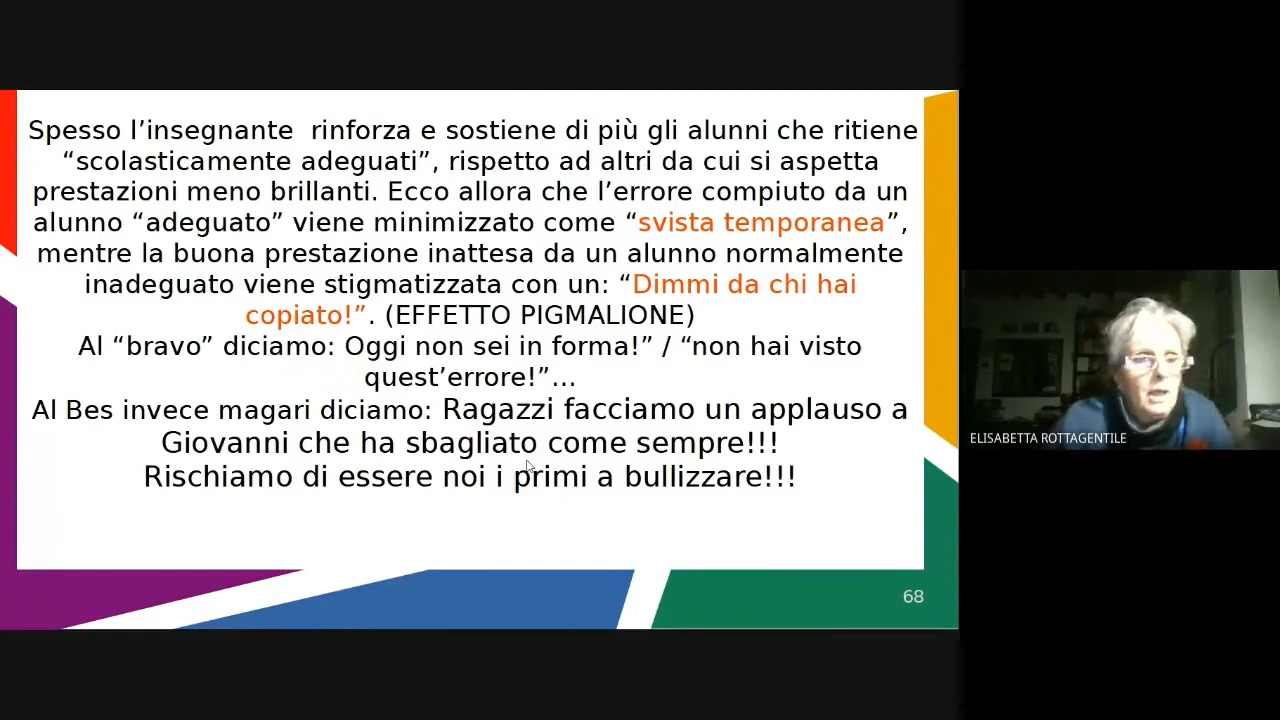 Spesso l’insegnante  rinforza e sostiene di più gli alunni che ritiene
“scolasticamente adeguati”, rispetto ad altri da cui si aspetta
prestazioni meno brillanti. Ecco allora che l’errore compiuto da un
alunno “adeguato” viene minimizzato come “svista temporanea”,
mentre la buona prestazione inattesa da un alunno normalmente
inadeguato viene stigmatizzata con un: “Dimmi da chi hai
copiato!”. (EFFETTO PIGMALIONE)
Al “bravo” diciamo: Oggi non sei in forma!” / “non hai visto
quest’errore!”...
Al Bes invece magari diciamo: Ragazzi facciamo un applauso a
Giovanni che ha sbagliato come sempre!!!
Rischiamo di essere noi i primi a bullizzare!!!
68
ELISABETTA ROTTAGENTILE